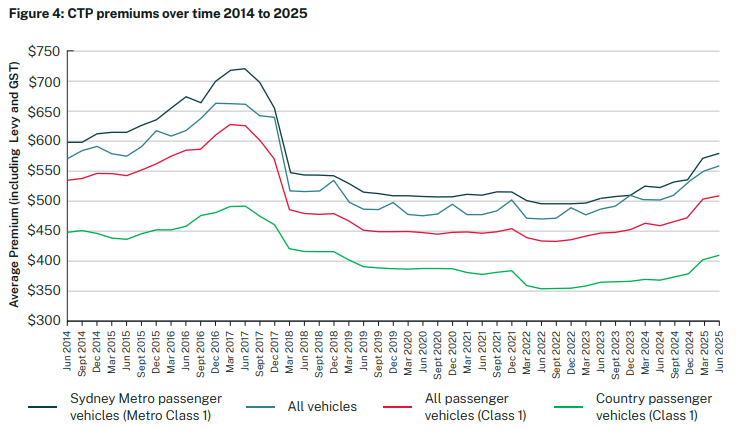 Figure 4: CTP premiums over time 2014 to 2025
Average Premium (including Levy and GST)
$750
$700
$650
$600
$550
$500
$450
$400
$350
$300
Jun 2014
Sept 2014
Dec 2014
Mar 2015
Jun 2015
Sept 2015
Dec 2015
Mar 2016
Jun 2016
Sept 2016
Dec 2016
Mar 2017
Jun 2017
Sept 2017
Dec 2017
Mar 2018
Jun 2018
Sept 2018
Dec 2018
Mar 2019
Jun 2019
Sept 2019
Dec 2019
Mar 2020
Jun 2020
Sept 2020
Dec 2020
Mar 2021
Jun 2021
Sept 2021
Dec 2021
Mar 2022
Jun 2022
Sept 2022
Dec 2022
Mar 2023
Jun 2023
Sept 2023
Dec 2023
Mar 2024
Jun 2024
Sept 2024
Dec 2024
Mar 2025
Jun 2025
Sydney Metro passenger
vehicles (Metro Class 1)
All vehicles
All passenger
vehicles (Class 1)
Country passenger
vehicles (Class 1)